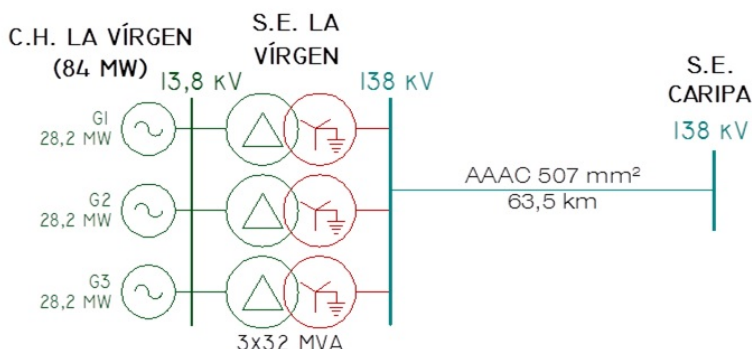 C.H. LA VÍRGEN
(84 MW)
13,8 KV
S.E. LA
VÍRGEN
138 KV
S.E.
CARIPA
138 KV
G1
28,2 MW
G2
28,2 MW
G3
28,2 MW
AAAC 507 mm²
63,5 km
3x32 MVA